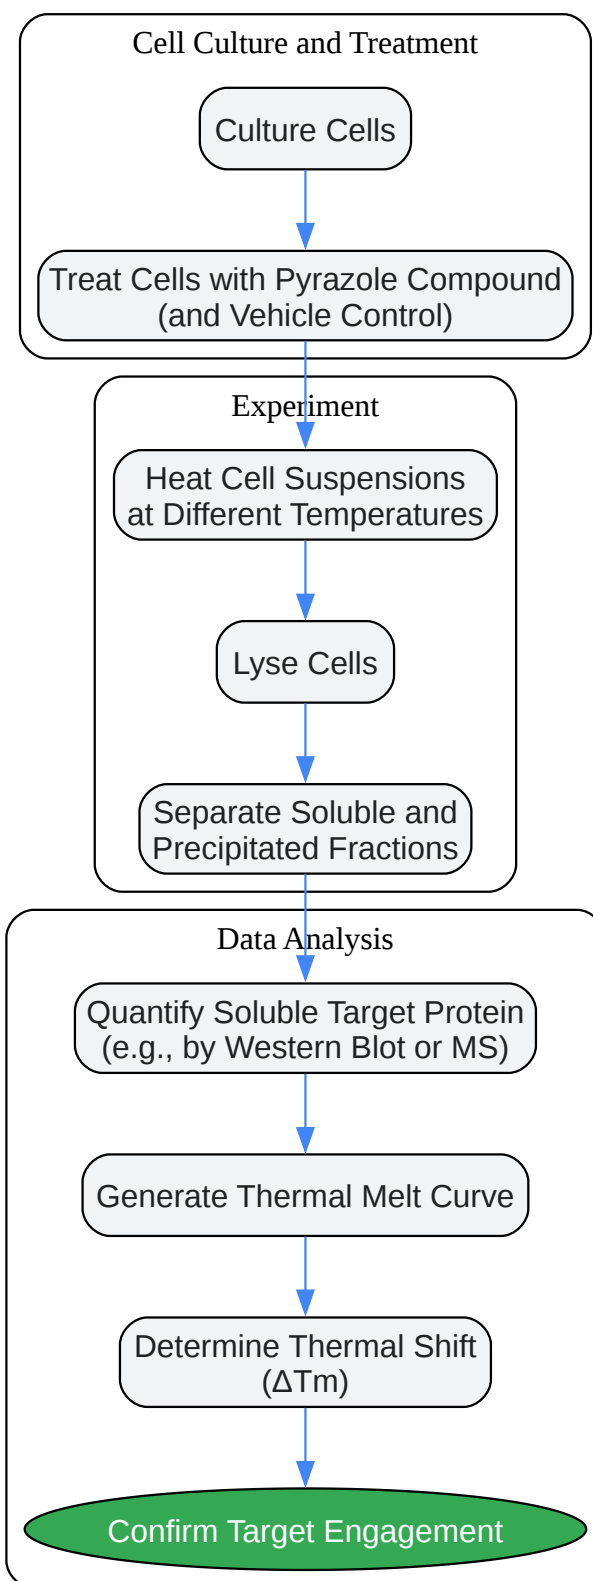 Cell Culture and Treatment
Culture Cells
Treat Cells with Pyrazole Compound
(and Vehicle Control)
Experiment
Heat Cell Suspensions
at Different Temperatures
Lyse Cells
Separate Soluble and
Precipitated Fractions
Data Analysis
Quantify Soluble Target Protein
(e.g., by Western Blot or MS)
Generate Thermal Melt Curve
Determine Thermal Shift
(ΔTm)
Confirm Target Engagement